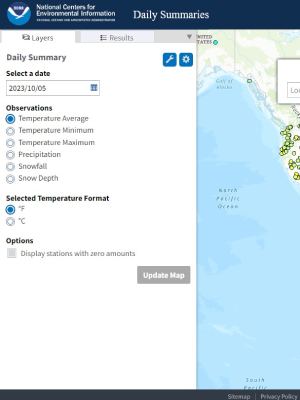 National Centers for
Environmental Information
NATIONAL OCEANIC AND ATMOSPHERIC ADMINISTRATION
Daily Summaries
Layers
Results
Daily Summary
Select a date
2023/10/05
Observations
Temperature Average
Temperature Minimum
Temperature Maximum
Precipitation
Snowfall
Snow Depth
Selected Temperature Format
°F
°C
Options
Display stations with zero amounts
Update Map
UNITED
STATES
Gulf of
Alaska
Loc
North
Pacific
Ocean
South
Pacific
Sitemap | Privacy Policy